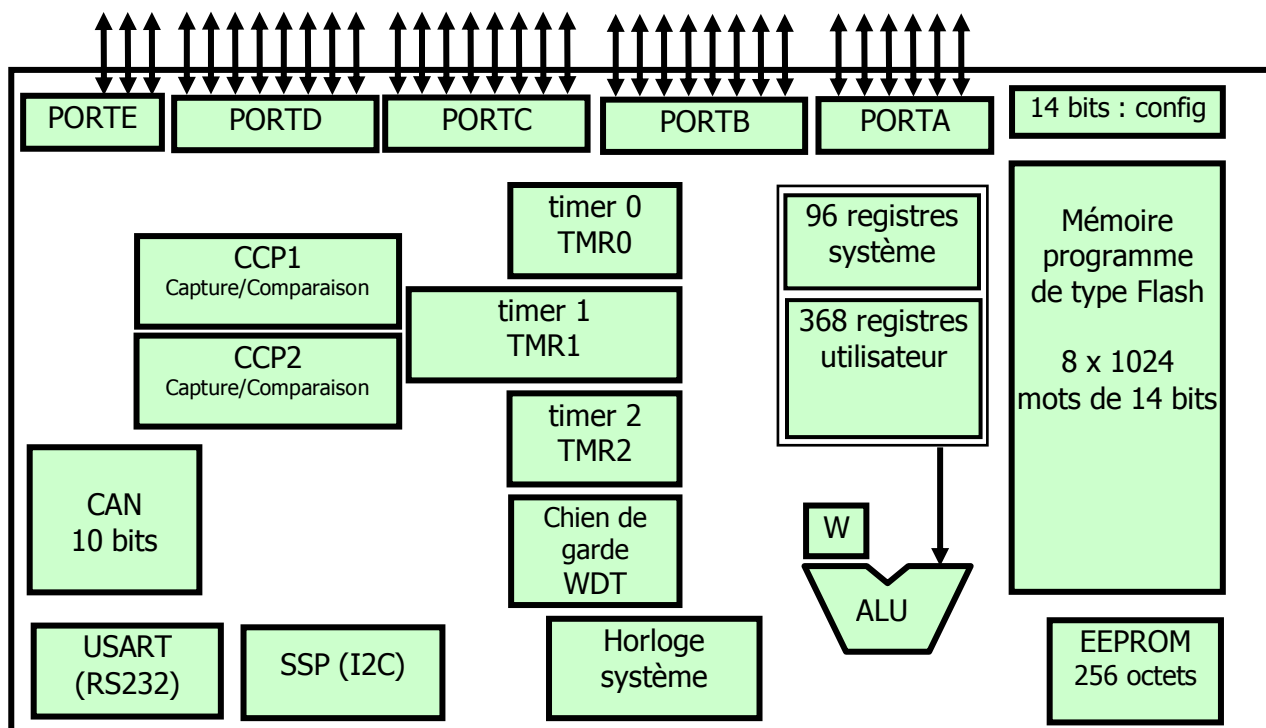 PORTE
PORTD
PORTC
PORTB
PORTA
14 bits : config
timer 0
TMR0
96 registres
système
Mémoire
programme
de type Flash
8 x 1024
mots de 14 bits
CCP1
Capture/Comparaison
timer 1
TMR1
368 registres
utilisateur
CCP2
Capture/Comparaison
timer 2
TMR2
CAN
10 bits
Chien de
garde
WDT
W
ALU
USART
(RS232)
SSP (I2C)
Horloge
système
EEPROM
256 octets